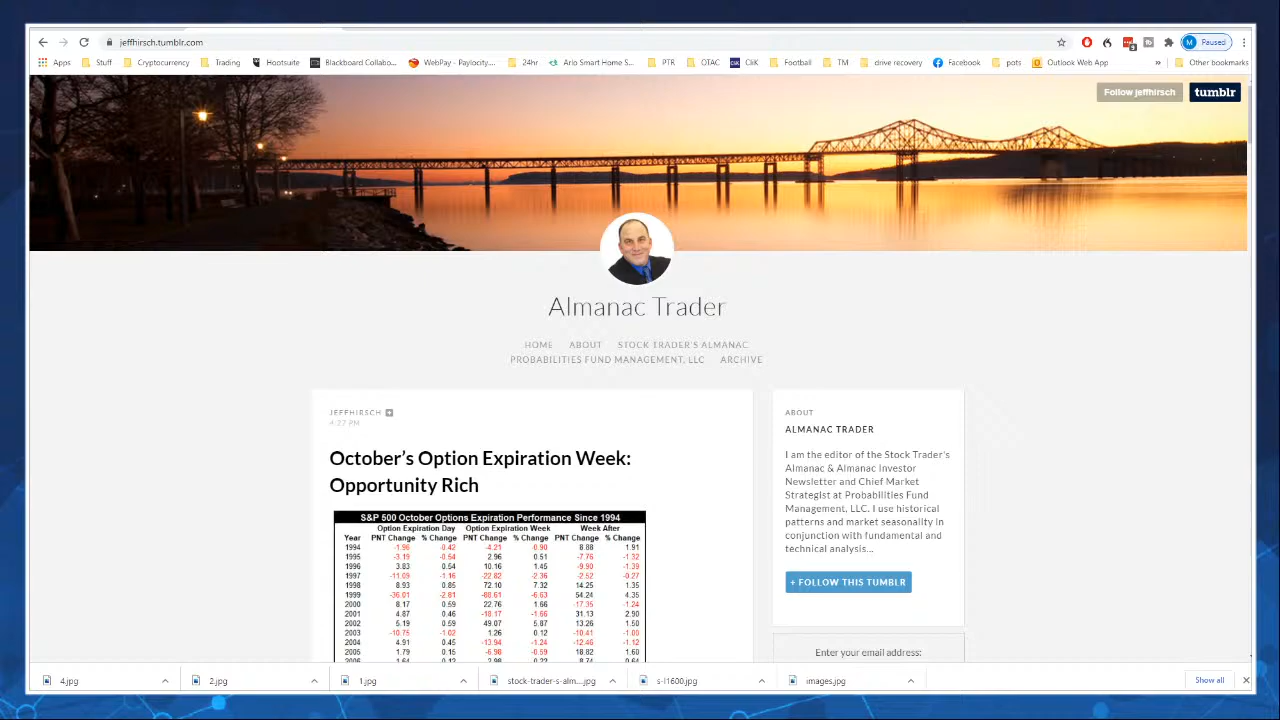 jeffhirsch.tumblr.com
M Paused
Apps Stuff Cryptocurrency Trading Hootsuite Blackboard Collabo... WebPay - Paylocity... 24hr Arlo Smart Home S... PTR OTAC CliK Football TM drive recovery Facebook pots Outlook Web App » Other bookmarks
Follow jeffhirsch tumblr
Almanac Trader
HOME ABOUT STOCK TRADER'S ALMANAC
PROBABILITIES FUND MANAGEMENT, LLC ARCHIVE
JEFFHIRSCH
4:27 PM
October’s Option Expiration Week:
Opportunity Rich
S&P 500 October Options Expiration Performance Since 1994
Option Expiration Day Option Expiration Week Week After
Year PNT Change % Change PNT Change % Change PNT Change % Change
1994 -1.96 -0.42 -4.21 -0.90 8.88 1.91
1995 -3.19 -0.54 2.96 0.51 -7.76 -1.32
1996 3.83 0.54 10.16 1.45 -9.90 -1.39
1997 -11.09 -1.16 -22.82 -2.36 -2.52 -0.27
1998 8.93 0.85 72.10 7.32 14.25 1.35
1999 -36.01 -2.81 -88.61 -6.63 54.24 4.35
2000 8.17 0.59 22.76 1.66 -17.35 -1.24
2001 4.87 0.46 -18.17 -1.66 31.13 2.90
2002 5.19 0.59 49.07 5.87 13.26 1.50
2003 -10.75 -1.02 1.26 0.12 -10.41 -1.00
2004 4.91 0.45 -13.94 -1.24 -12.46 -1.12
2005 1.79 0.15 -6.98 -0.59 18.82 1.60
2006 1.64 0.12 2.98 0.22 8.74 0.64
ABOUT
ALMANAC TRADER
I am the editor of the Stock Trader's
Almanac & Almanac Investor
Newsletter and Chief Market
Strategist at Probabilities Fund
Management, LLC. I use historical
patterns and market seasonality in
conjunction with fundamental and
technical analysis...
+ FOLLOW THIS TUMBLR
Enter your email address:
4.jpg 2.jpg 1.jpg stock-trader-s-alm....jpg s-l1600.jpg images.jpg Show all